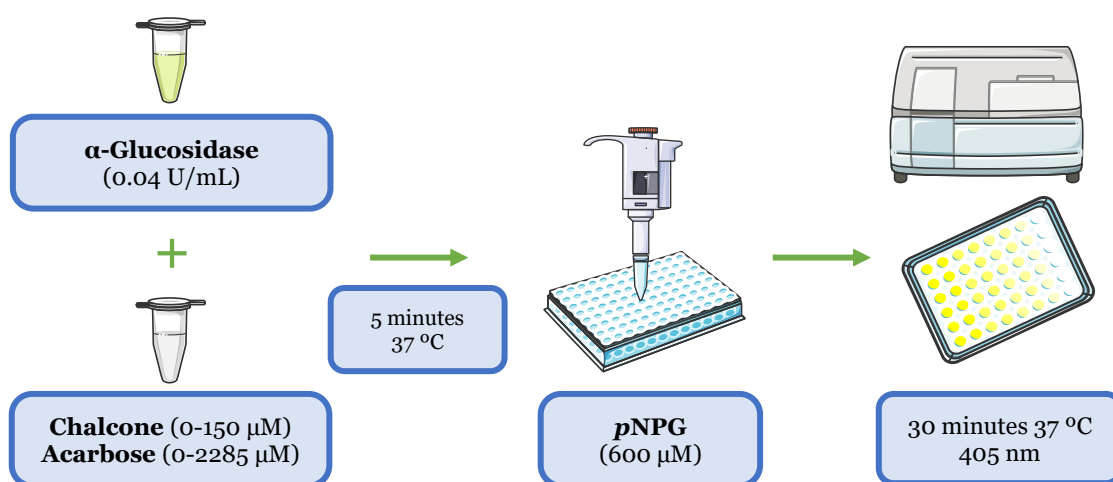 α-Glucosidase
(0.04 U/mL)
+
Chalcone (0-150 μM)
Acarbose (0-2285 μM)
5 minutes
37 ºC
pNPG
(600 μM)
30 minutes 37 ºC
405 nm